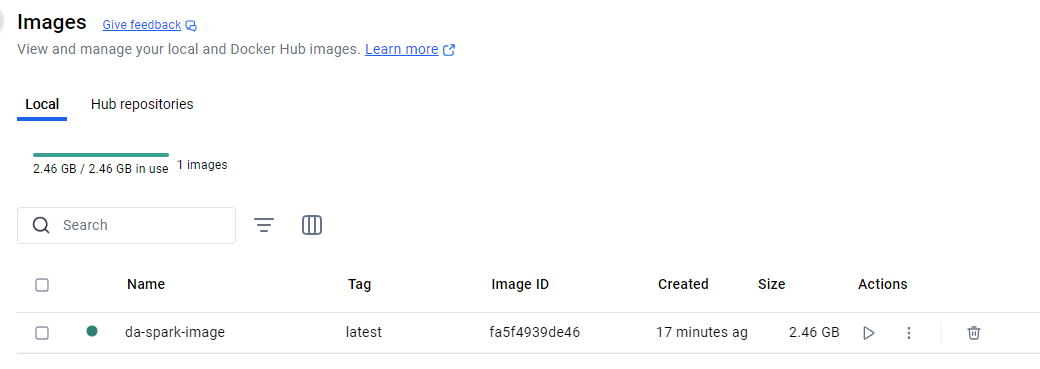 Images Give feedback
View and manage your local and Docker Hub images. Learn more
Local Hub repositories
2.46 GB / 2.46 GB in use 1 images
Search
Name Tag Image ID Created Size Actions
da-spark-image latest fa5f4939de46 17 minutes ag 2.46 GB